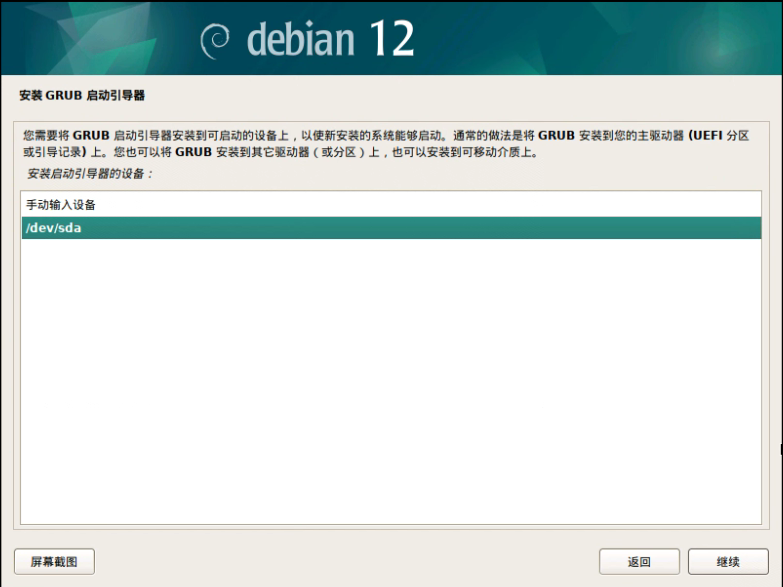 debian 12
安装 GRUB 启动引导器
您需要将 GRUB 启动引导器安装到可启动的设备上，以使新安装的系统能够启动。通常的做法是将 GRUB 安装到您的主驱动器 (UEFI 分区
或引导记录) 上。您也可以将 GRUB 安装到其它驱动器（或分区）上，也可以安装到可移动介质上。
安装启动引导器的设备：
手动输入设备
/dev/sda
屏幕截图
返回
继续